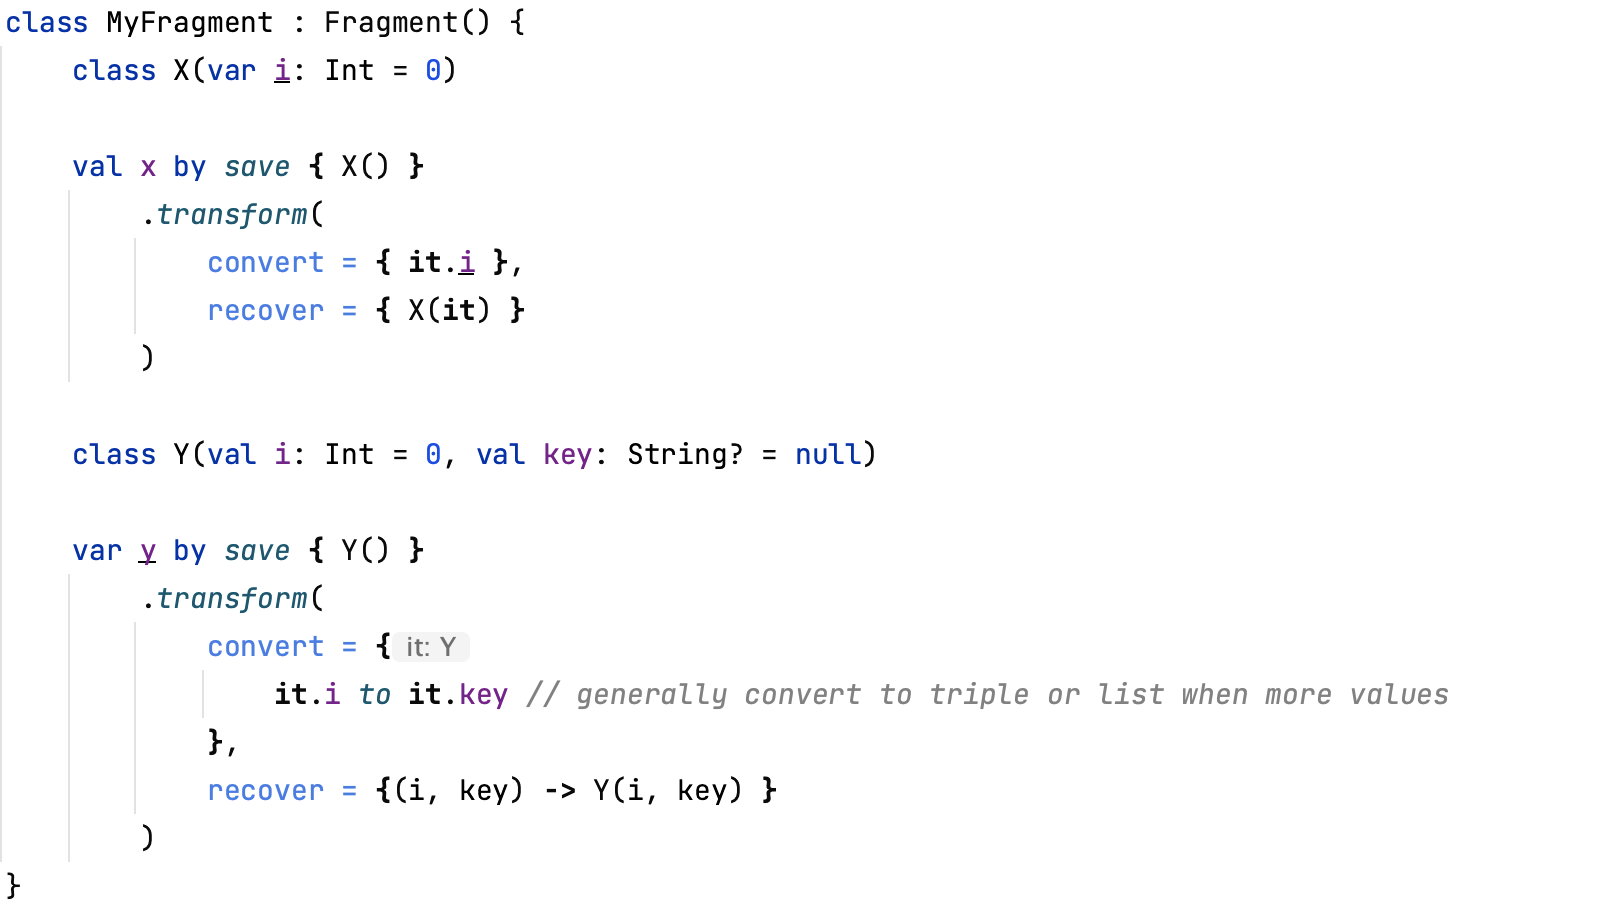 class MyFragment : Fragment() {
    class X(var i: Int = 0)

    val x by save { X() }
        .transform(
            convert = { it.i },
            recover = { X(it) }
        )

    class Y(val i: Int = 0, val key: String? = null)

    var y by save { Y() }
        .transform(
            convert = { it: Y
                it.i to it.key // generally convert to triple or list when more values
            },
            recover = {(i, key) -> Y(i, key) }
        )
}